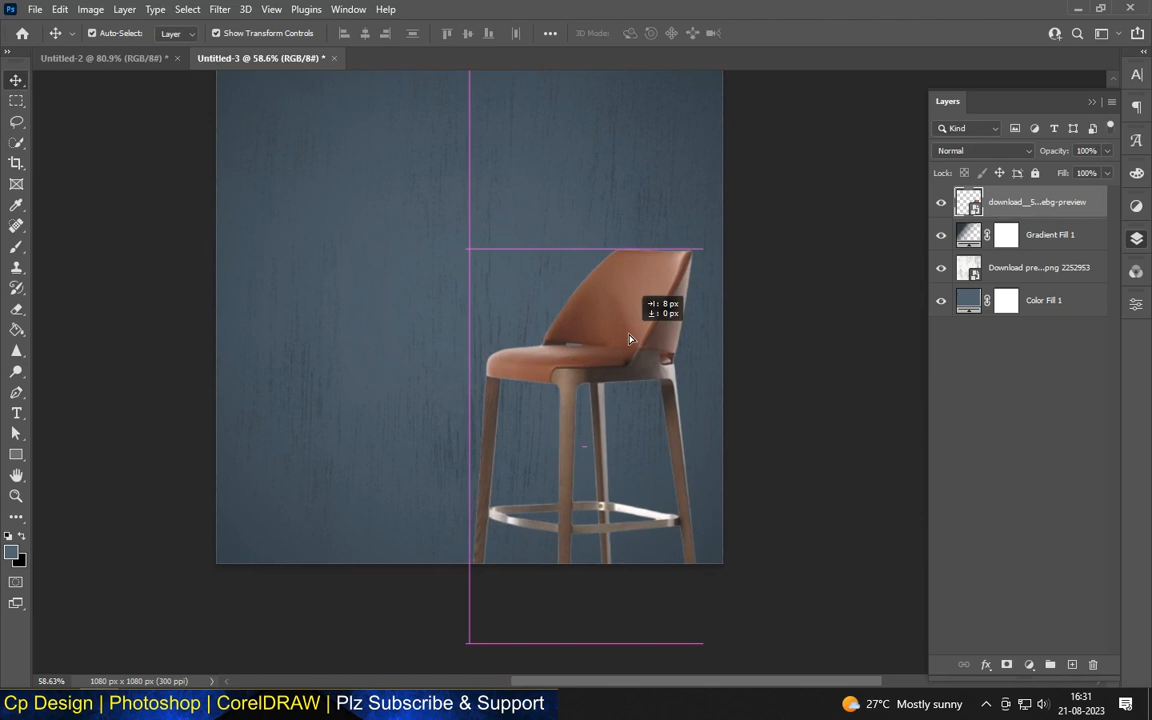 Ps File Edit Image Layer Type Select Filter 3D View Plugins Window Help
Auto-Select: Layer Show Transform Controls 3D Mode:
Untitled-2 @ 80.9% (RGB/8#) * × Untitled-3 @ 58.6% (RGB/8#) * ×
Layers
Kind
Normal Opacity: 100%
Lock: Fill: 100%
download__5...ebg-preview
Gradient Fill 1
Download pre....png 2252953
Color Fill 1
: 8 px
: 0 px
58.63% 1080 px x 1080 px (300 ppi)
Cp Design | Photoshop | CorelDRAW | Plz Subscribe & Support
27°C Mostly sunny
16:31
21-08-2023